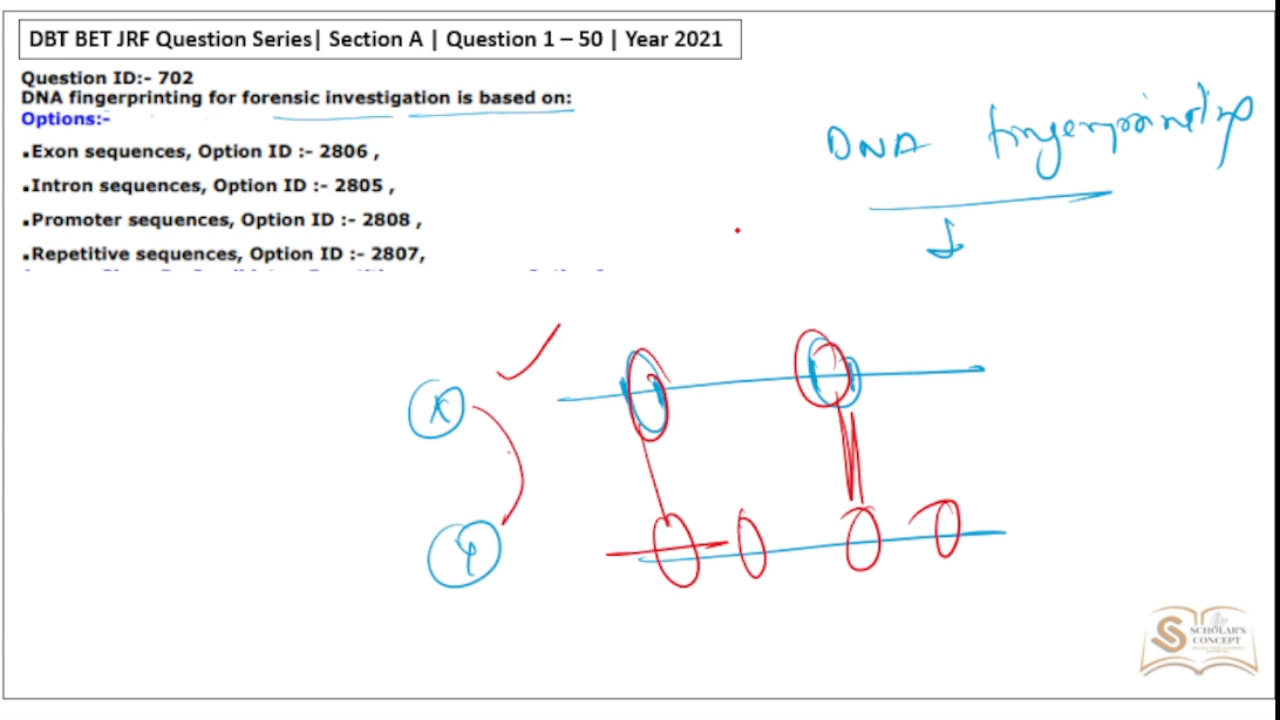 DBT BET JRF Question Series| Section A | Question 1 – 50 | Year 2021
Question ID:- 702
DNA fingerprinting for forensic investigation is based on:
Options:-
.Exon sequences, Option ID :- 2806 ,
.Intron sequences, Option ID :- 2805 ,
.Promoter sequences, Option ID :- 2808 ,
.Repetitive sequences, Option ID :- 2807,
DNA
SCHOLAR'S
CONCEPT